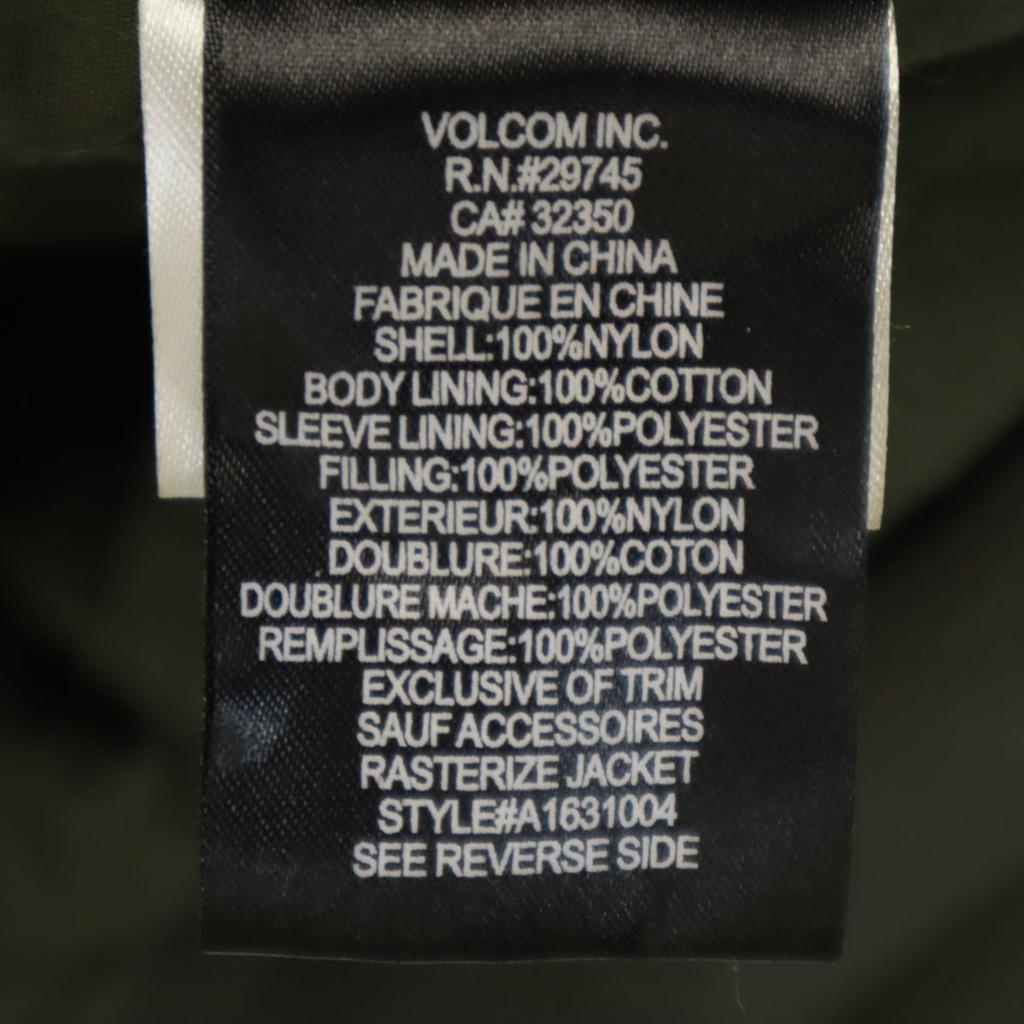 VOLCOM INC.
R.N.#29745
CA# 32350
MADE IN CHINA
FABRIQUE EN CHINE
SHELL:100%NYLON
BODY LINING:100%COTTON
SLEEVE LINING:100%POLYESTER
FILLING:100%POLYESTER
EXTERIEUR:100%NYLON
DOUBLURE:100%COTON
DOUBLURE MACHE:100%POLYESTER
REMPLISSAGE:100%POLYESTER
EXCLUSIVE OF TRIM
SAUF ACCESSOIRES
RASTERIZE JACKET
STYLE#A1631004
SEE REVERSE SIDE